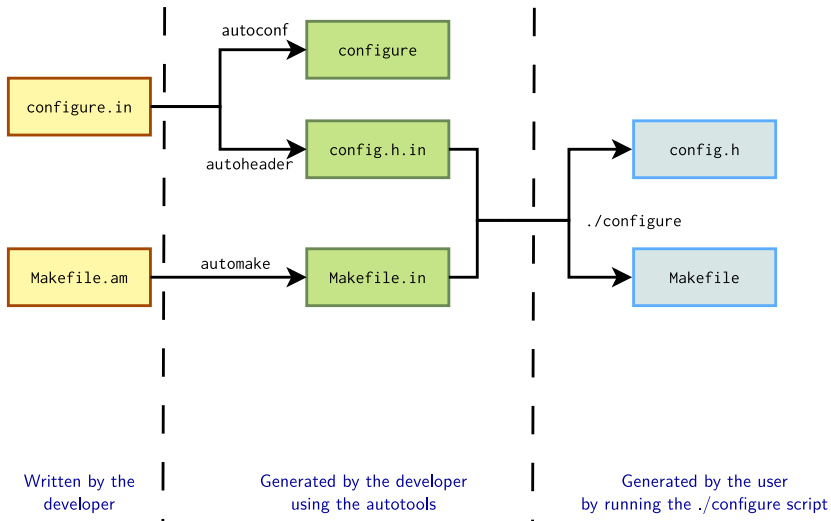 autoconf
configure
configure.in
config.h.in
config.h
autoheader
./configure
automake
Makefile.am
Makefile.in
Makefile
Written by the
developer
Generated by the developer
using the autotools
Generated by the user
by running the ./configure script